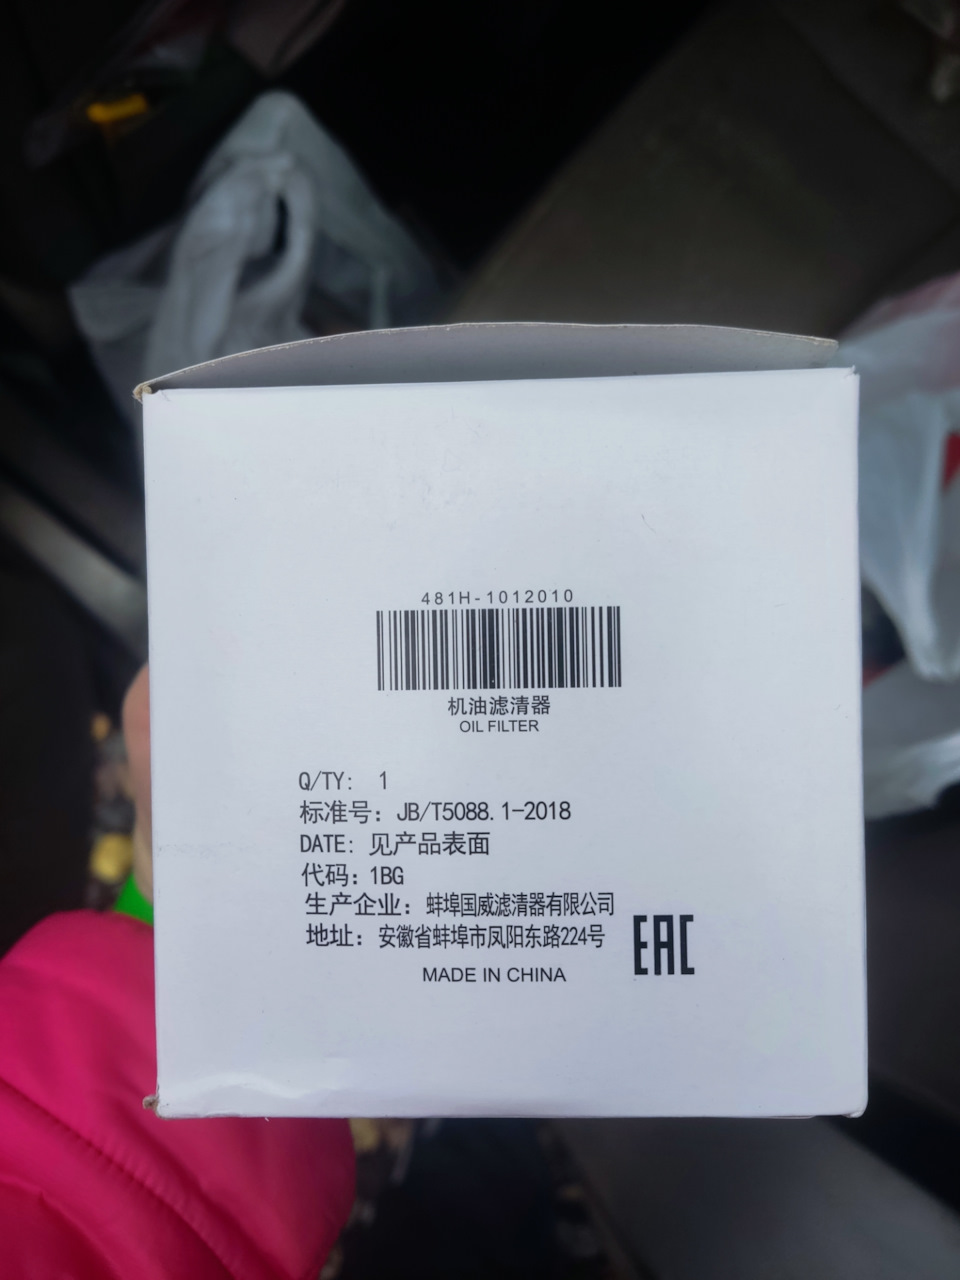 481H-1012010
机油滤清器
OIL FILTER
Q/TY: 1
标准号: JB/T5088.1-2018
DATE: 见产品表面
代码: 1BG
生产企业: 蚌埠国威滤清器有限公司
地址: 安徽省蚌埠市凤阳东路224号
EAC
MADE IN CHINA